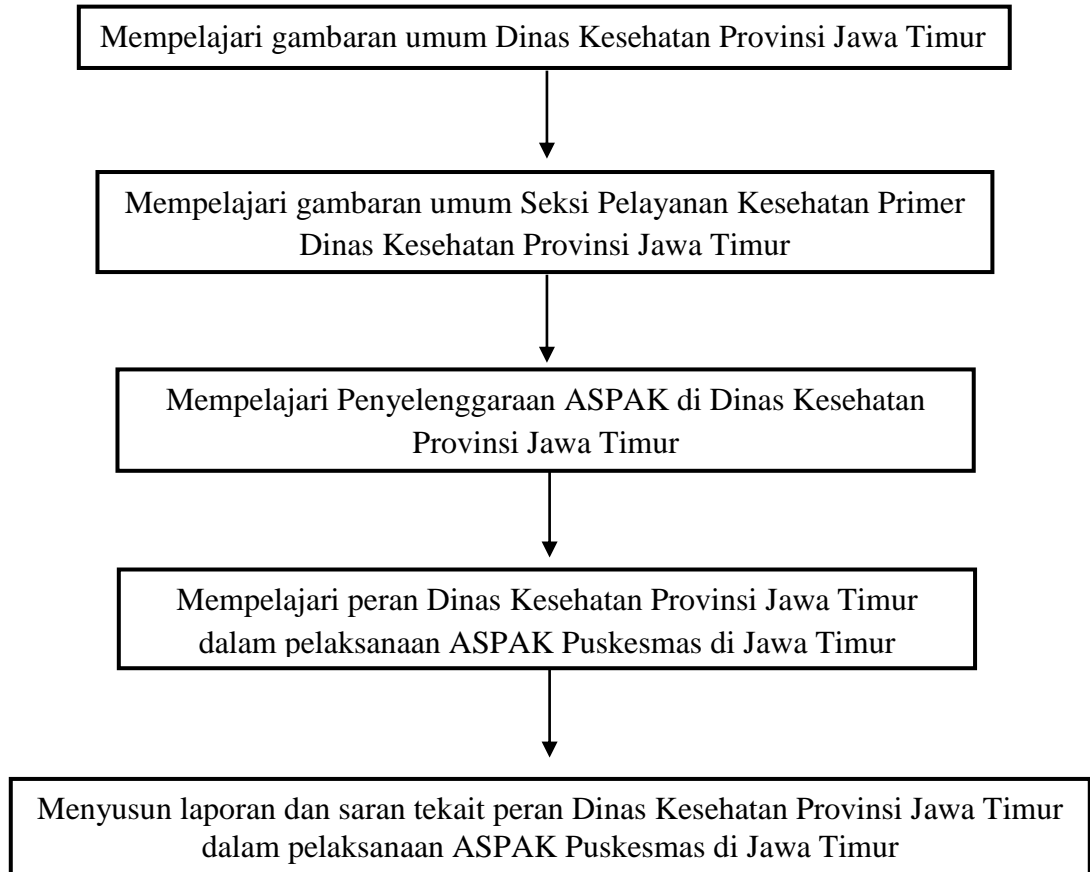 Mempelajari gambaran umum Dinas Kesehatan Provinsi Jawa Timur
Mempelajari gambaran umum Seksi Pelayanan Kesehatan Primer
Dinas Kesehatan Provinsi Jawa Timur
Mempelajari Penyelenggaraan ASPAK di Dinas Kesehatan
Provinsi Jawa Timur
Mempelajari peran Dinas Kesehatan Provinsi Jawa Timur
dalam pelaksanaan ASPAK Puskesmas di Jawa Timur
Menyusun laporan dan saran tekait peran Dinas Kesehatan Provinsi Jawa Timur
dalam pelaksanaan ASPAK Puskesmas di Jawa Timur